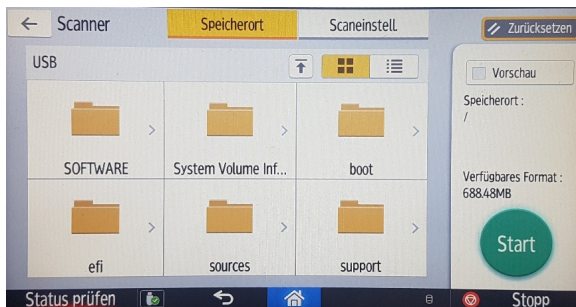 Scanner
Speicherort
Scaneinstell.
Zurücksetzen
USB
Vorschau
Speicherort :
/
SOFTWARE
System Volume Inf...
boot
Verfügbares Format :
688.48MB
efi
sources
support
Start
Status prüfen
Stopp